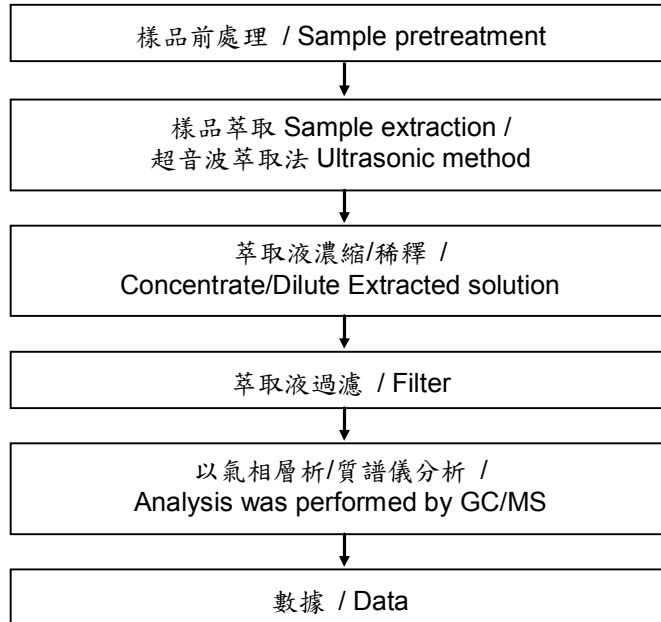 樣品前處理 / Sample pretreatment
樣品萃取 Sample extraction /
超音波萃取法 Ultrasonic method
萃取液濃縮/稀釋 /
Concentrate/Dilute Extracted solution
萃取液過濾 / Filter
以氣相層析/質譜儀分析 /
Analysis was performed by GC/MS
數據 / Data